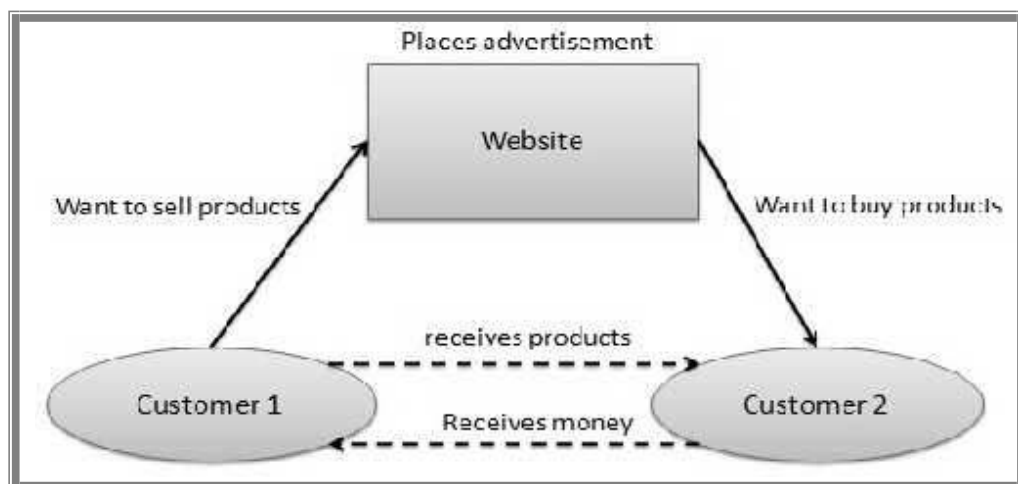 Places advertisement
Website
Want to sell products
Want to buy products
receives products
Customer 1
Customer 2
Receives money